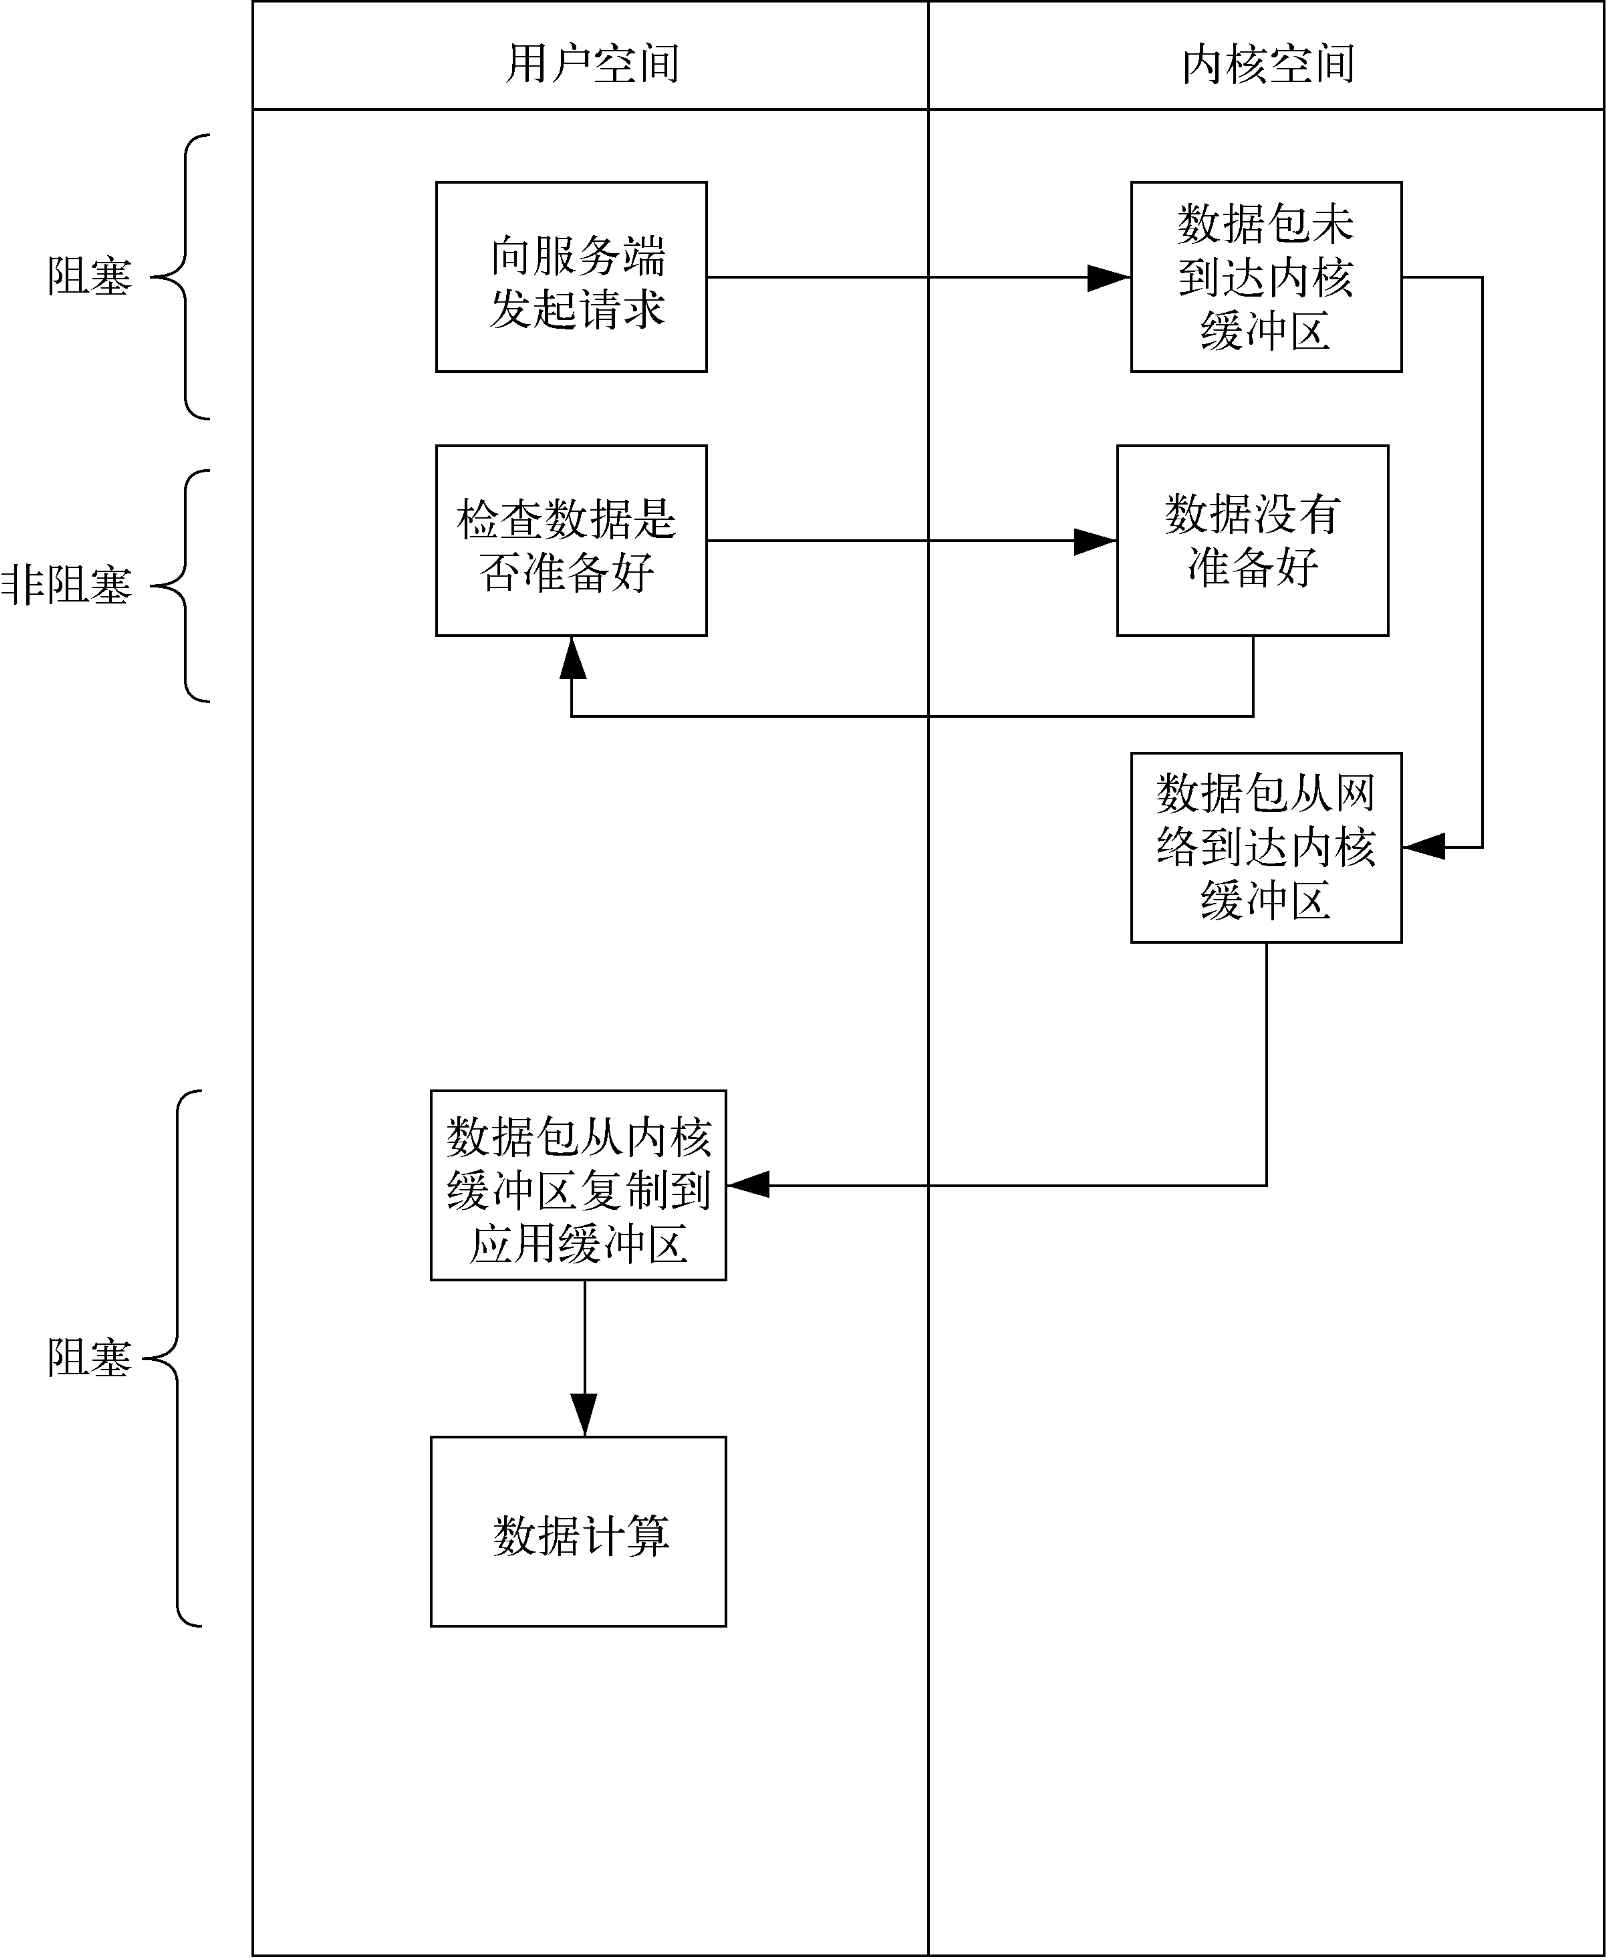 用户空间
内核空间
阻塞
向服务端
发起请求
数据包未
到达内核
缓冲区
非阻塞
检查数据是
否准备好
数据没有
准备好
数据包从网
络到达内核
缓冲区
阻塞
数据包从内核
缓冲区复制到
应用缓冲区
数据计算